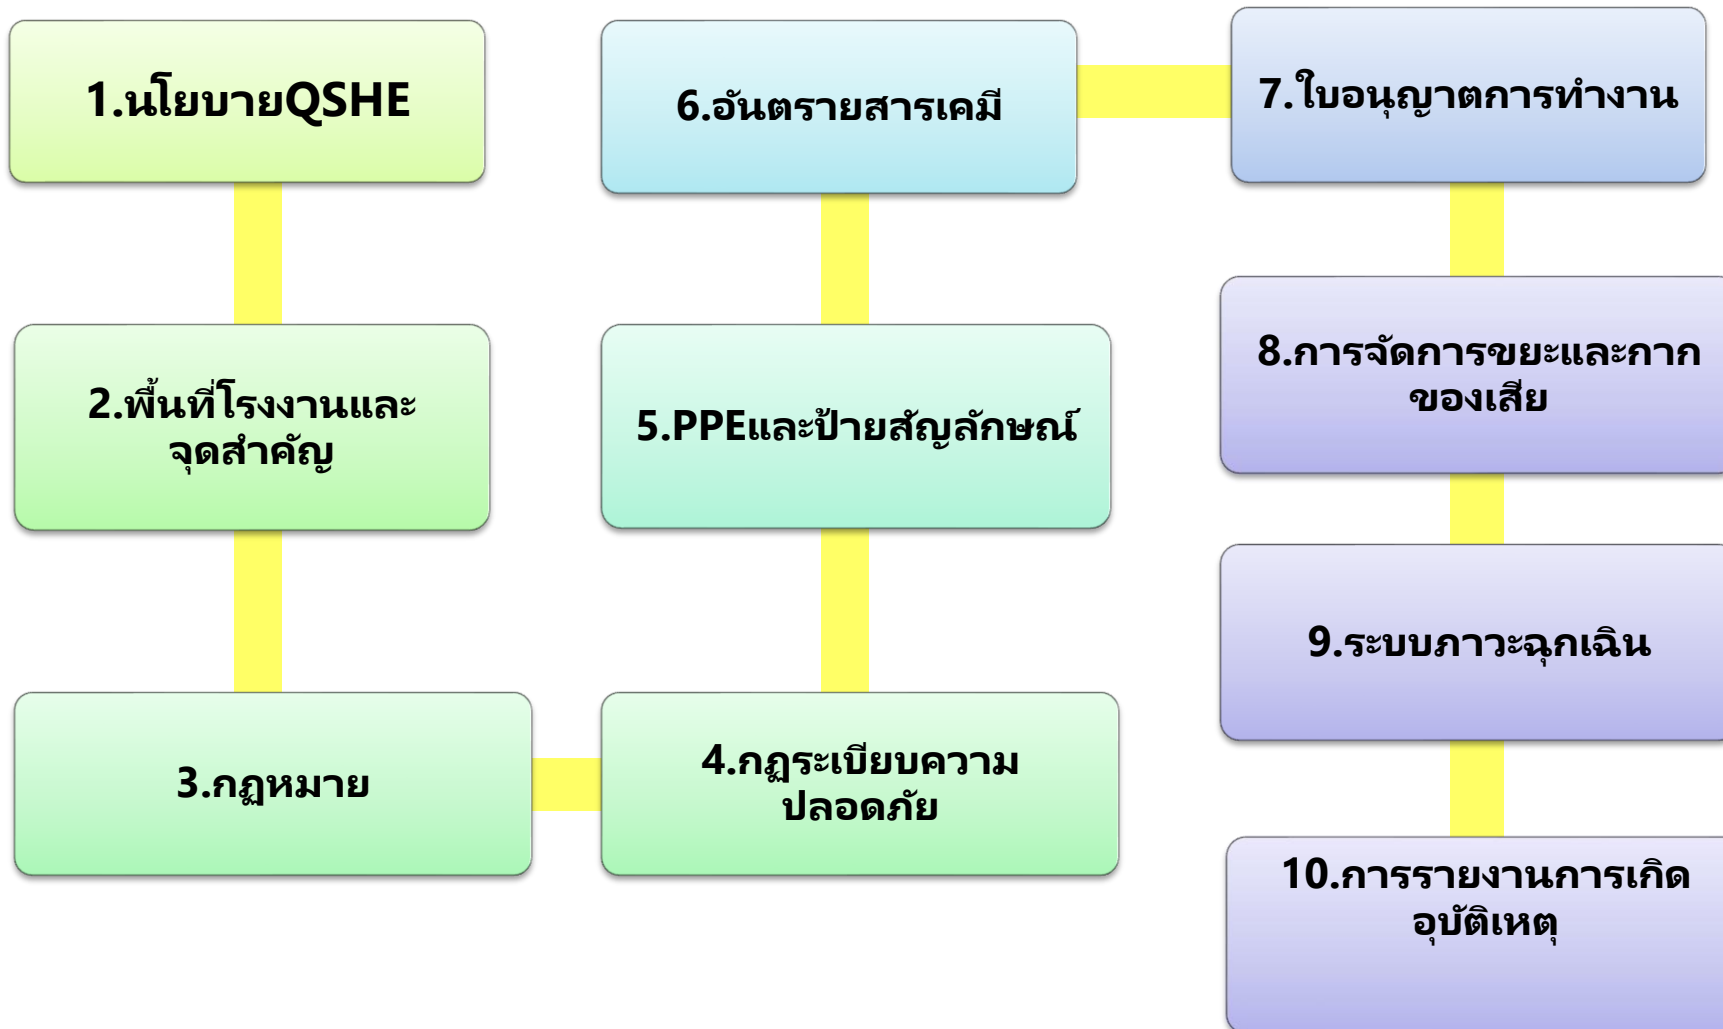 1.นโยบายQSHE
2.พื้นที่โรงงานและ
จุดสำคัญ
3.กฎหมาย
4.กฎระเบียบความ
ปลอดภัย
5.PPEและป้ายสัญลักษณ์
6.อันตรายสารเคมี
7.ใบอนุญาตการทำงาน
8.การจัดการขยะและกาก
ของเสีย
9.ระบบภาวะฉุกเฉิน
10.การรายงานการเกิด
อุบัติเหตุ